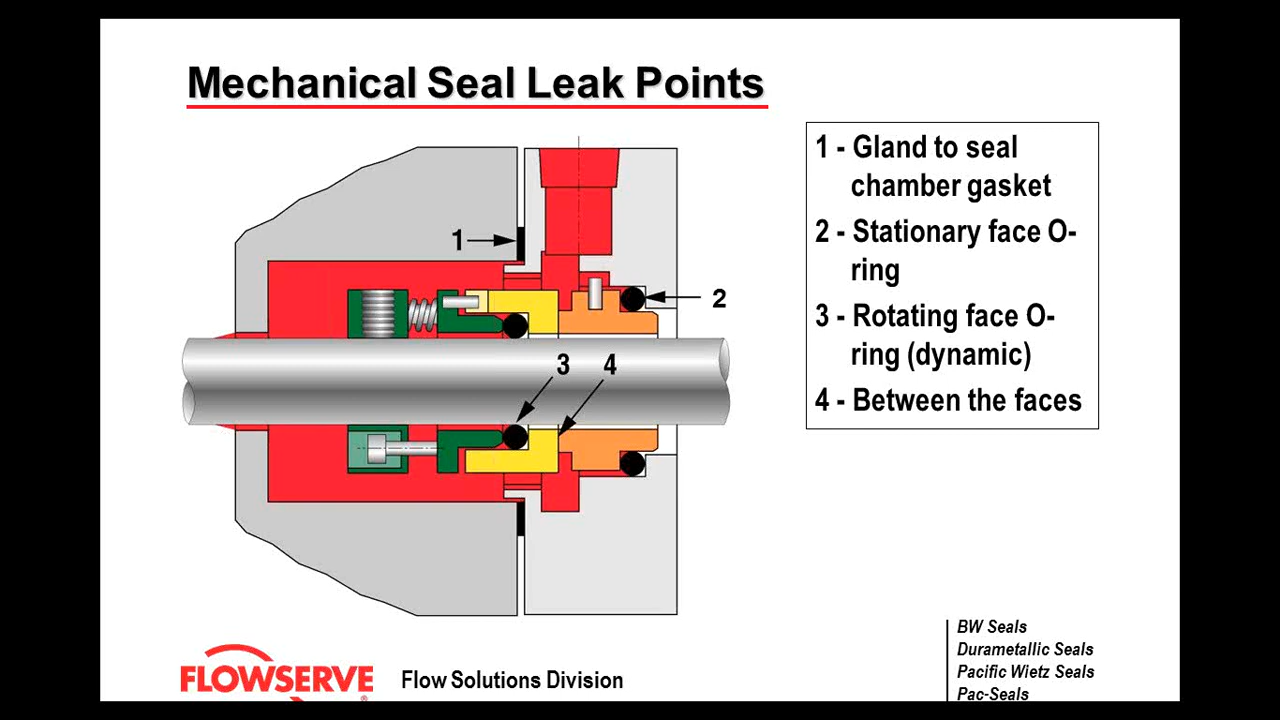 Mechanical Seal Leak Points
1 - Gland to seal
chamber gasket
2 - Stationary face O-
ring
3 - Rotating face O-
ring (dynamic)
4 - Between the faces
1
2
3
4
FLOWSERVE
®
Flow Solutions Division
BW Seals
Durametallic Seals
Pacific Wietz Seals
Pac-Seals